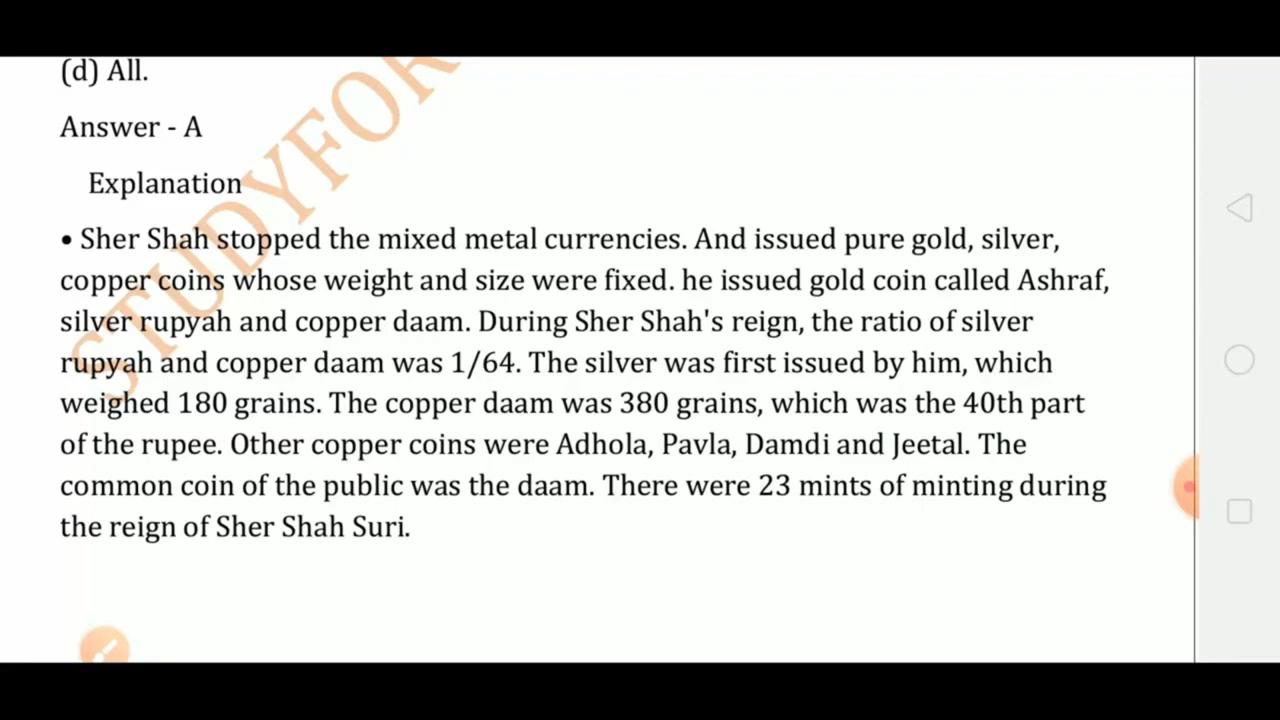 (d) All.
Answer - A
Explanation
• Sher Shah stopped the mixed metal currencies. And issued pure gold, silver,
copper coins whose weight and size were fixed. he issued gold coin called Ashraf,
silver rupyah and copper daam. During Sher Shah's reign, the ratio of silver
rupyah and copper daam was 1/64. The silver was first issued by him, which
weighed 180 grains. The copper daam was 380 grains, which was the 40th part
of the rupee. Other copper coins were Adhola, Pavla, Damdi and Jeetal. The
common coin of the public was the daam. There were 23 mints of minting during
the reign of Sher Shah Suri.
STUDYFOR